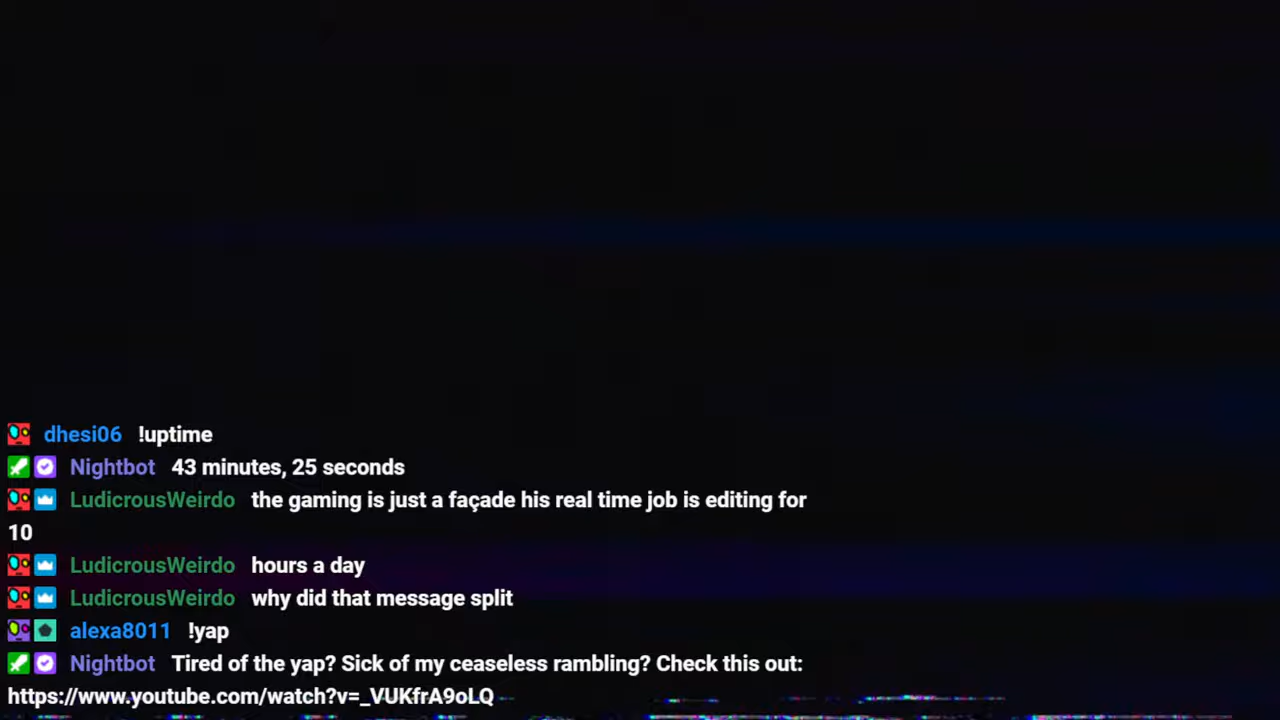 dhesi06 !uptime
Nightbot 43 minutes, 25 seconds
LudicrousWeirdo the gaming is just a façade his real time job is editing for
10
LudicrousWeirdo hours a day
LudicrousWeirdo why did that message split
alexa8011 !yap
Nightbot Tired of the yap? Sick of my ceaseless rambling? Check this out:
https://www.youtube.com/watch?v=_VUKfrA9oLQ